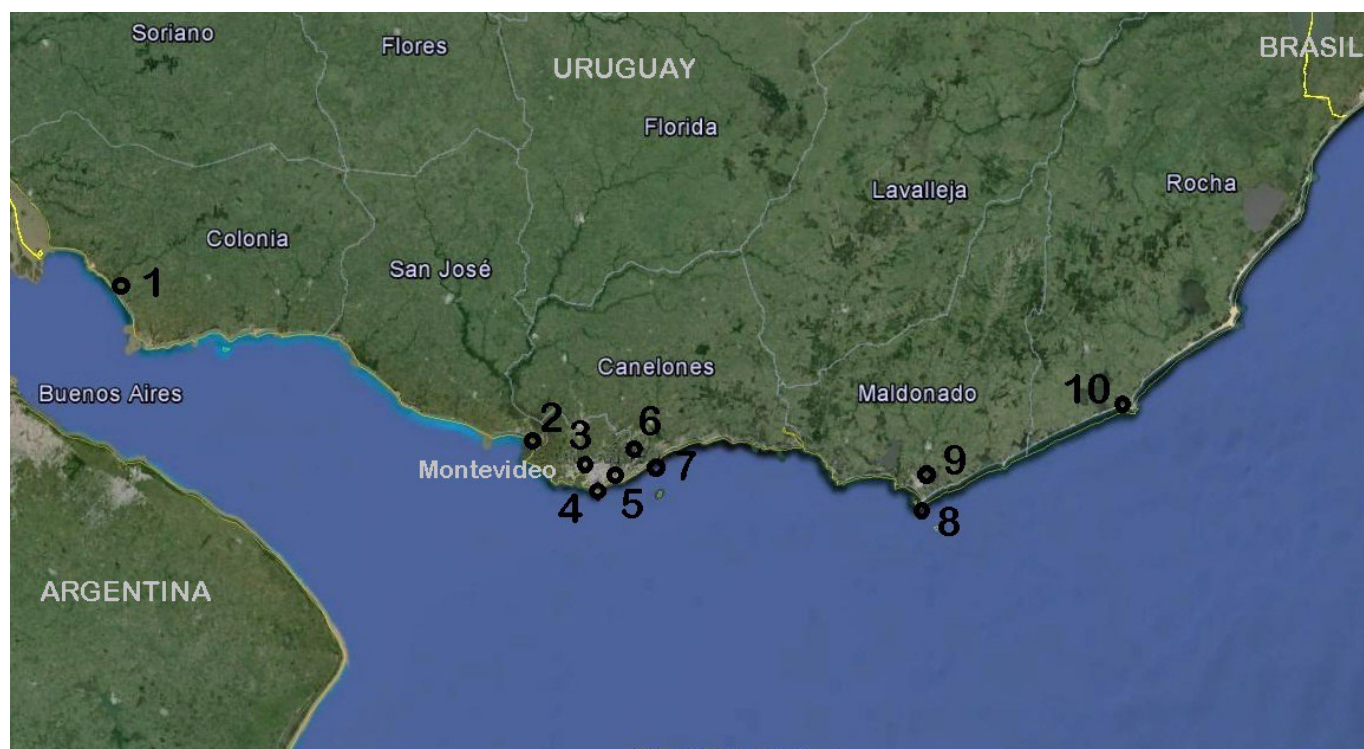 Soriano
Flores
URUGUAY
BRASIL
Florida
Lavalleja
Rocha
Colonia
San José
1
Canelones
Buenos Aires
Maldonado
10
2
3
6
Montevideo
9
7
5
4
8
ARGENTINA